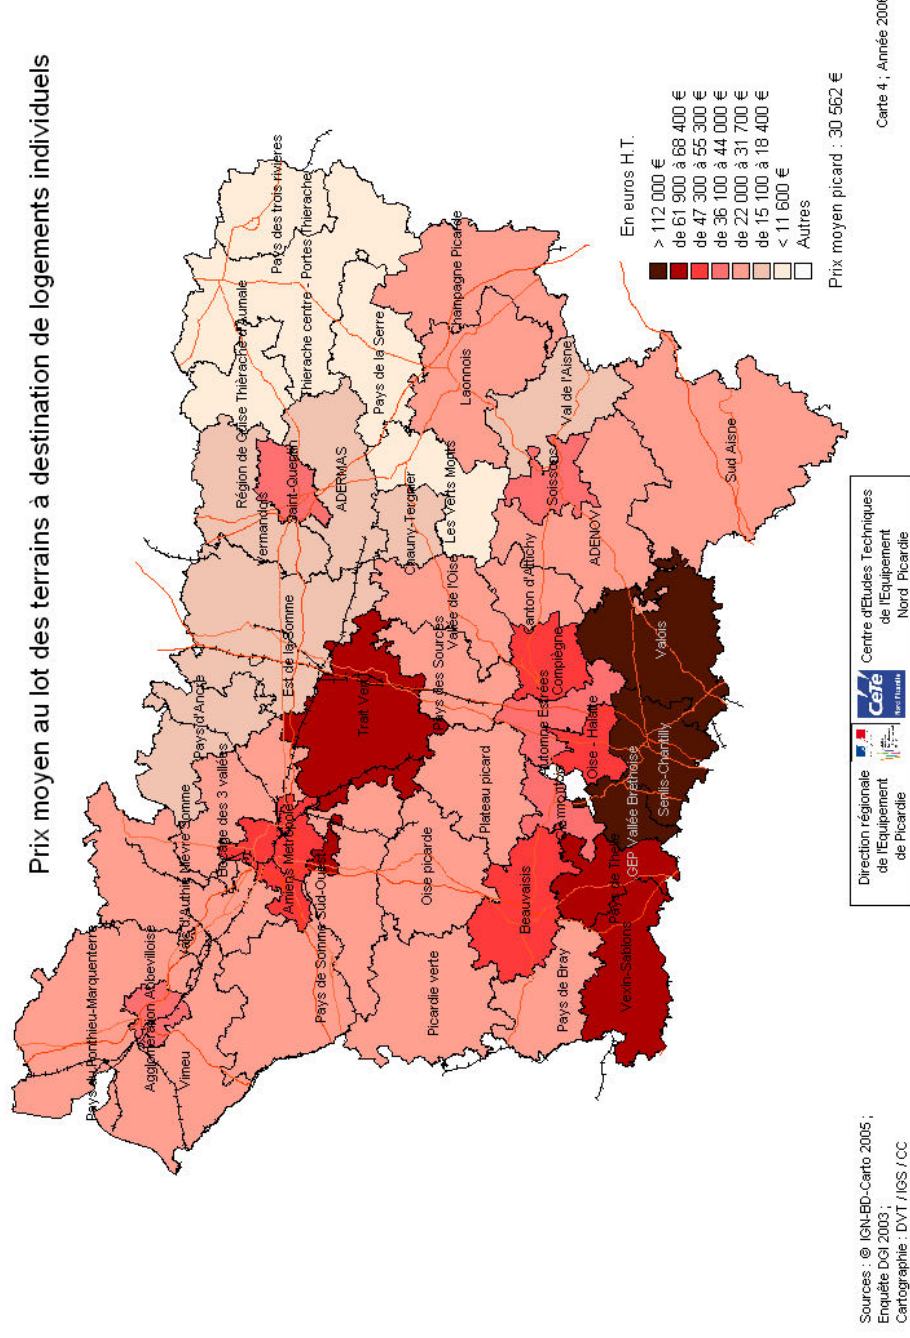 Prix moyen au lot des terrains à destination de logements individuels
Pays du Ponthieu-Marquenterre
Agglomération Abbevilloise
Vimeu
Vals d'Authie Nièvre Somme
Bocage des 3 vallées
Pays d'Ancre
Amiens Métropole
Pays de Somme Sud-Ouest
Est de la Somme
Trait Vert
Vermandois
Saint-Quentin
Région de Guise Thiérache d'Aumale
Pays des trois rivières
Thiérache centre - Portes Thiérache
ADERMAS
Pays de la Serre
Chauny-Tergnier
Les Verts Monts
Laonnois
Champagne Picarde
Picardie verte
Oise picarde
Plateau picard
Pays des Sources
Vallée de l'Oise
Canton d'Attichy
Soissons
Val de l'Aisne
ADENOV
Beauvaisis
Pays de Bray
Compiègne
Oise - Halatte
Vexin-Sablons
Pays de Thelle
GEP Vallée Brethoise
Senlis-Chantilly
Valois
Sud Aisne
En euros H.T.
> 112 000 €
de 61 900 à 68 400 €
de 47 300 à 55 300 €
de 36 100 à 44 000 €
de 22 000 à 31 700 €
de 15 100 à 18 400 €
< 11 600 €
Autres
Prix moyen picard : 30 562 €
Carte 4 ; Année 2006
Sources : © IGN-BD-Carto 2005 ;
Enquête DGI 2003 ;
Cartographie : DVT / IGS / CC
Direction régionale
de l'Equipement
de Picardie
CeTe
Nord Picardie
Centre d'Etudes Techniques
de l'Equipement
Nord Picardie